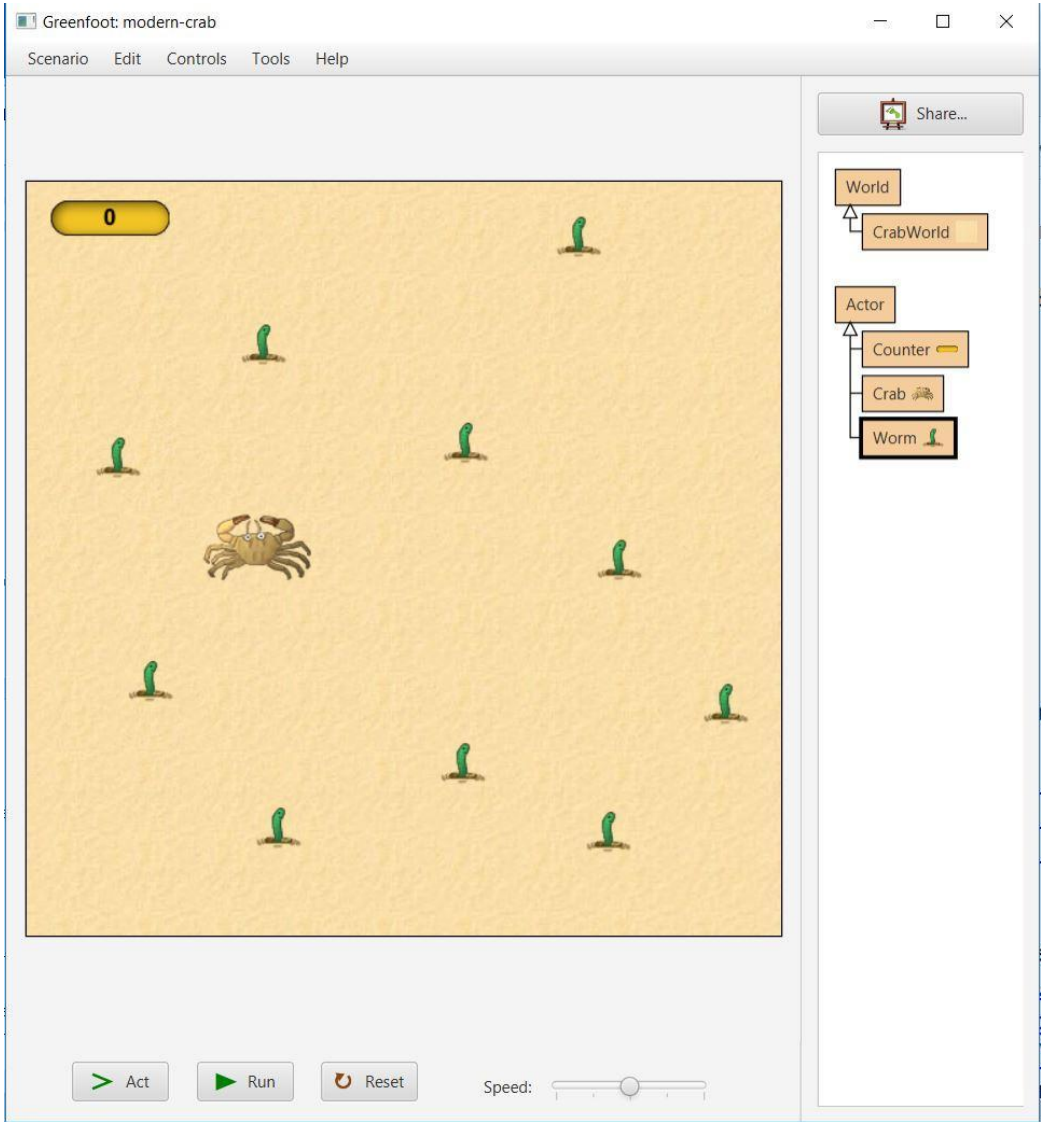 Greenfoot: modern-crab
Scenario Edit Controls Tools Help
Share...
0
World
CrabWorld
Actor
Counter
Crab
Worm
Act Run Reset Speed: